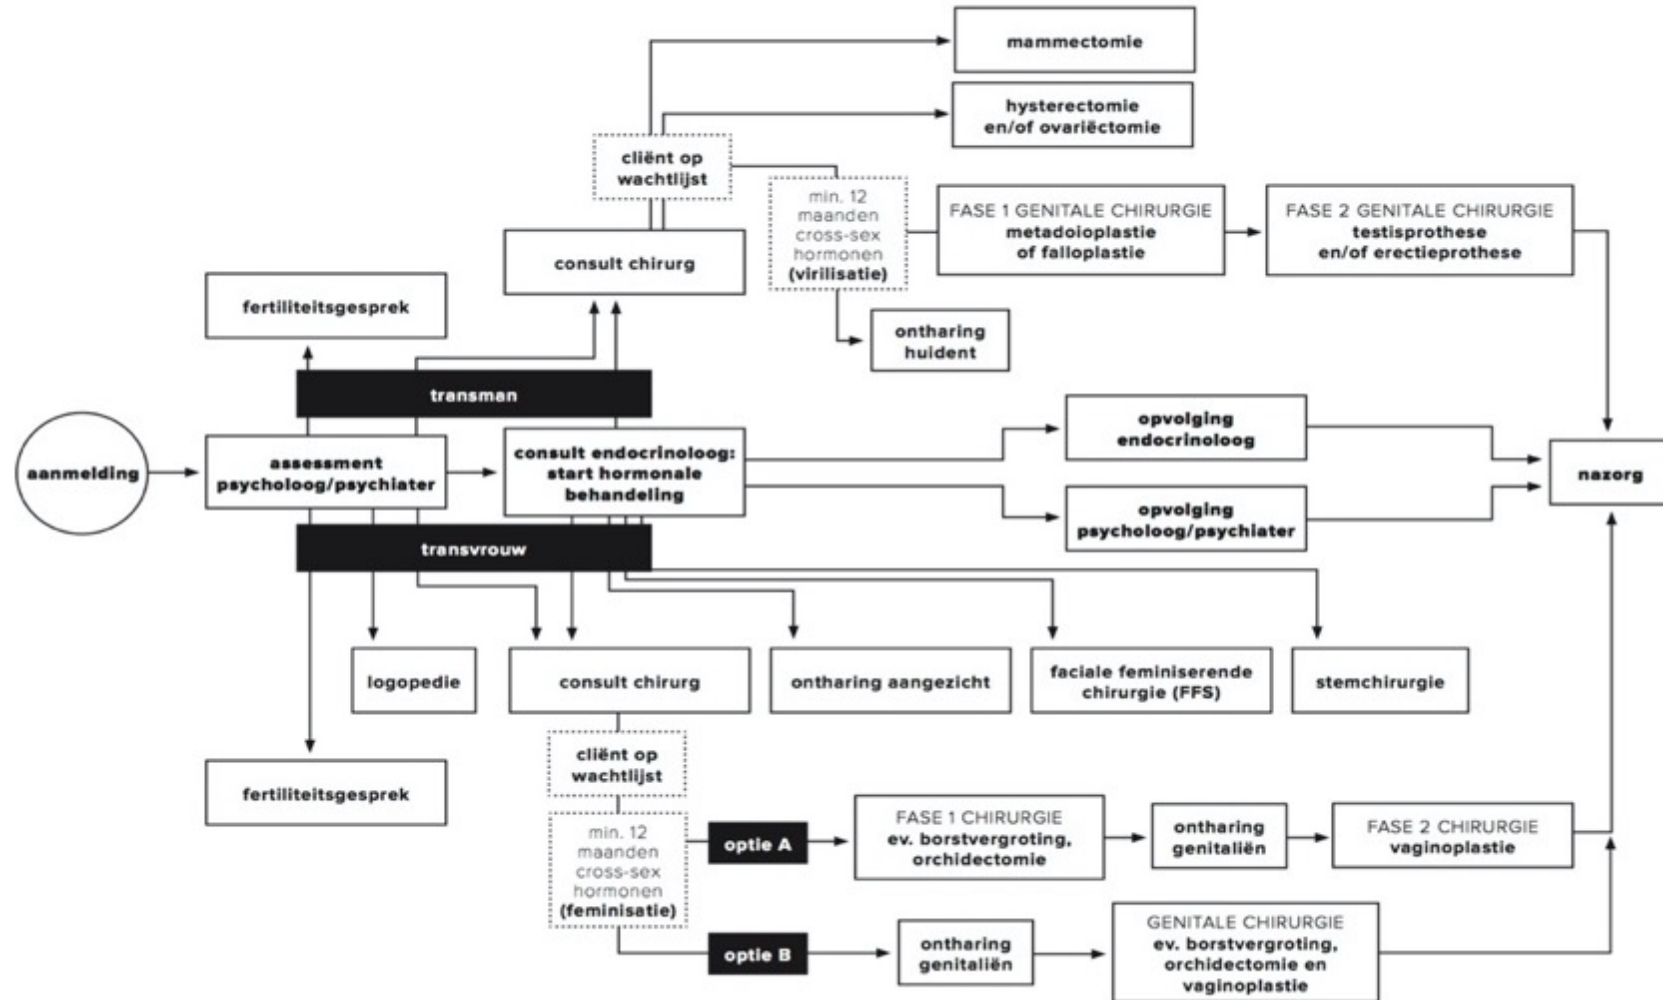 mammectomie
hysterectomie
en/of ovariëctomie
cliënt op
wachtlijst
min. 12
maanden
cross-sex
hormonen
(virilisatie)
FASE 1 GENITALE CHIRURGIE
metadoioplastie
of falloplastie
FASE 2 GENITALE CHIRURGIE
testisprothese
en/of erectieprothese
consult chirurg
fertiliteitsgesprek
ontharing
huident
transman
aanmelding
assessment
psycholoog/psychiater
consult endocrinoloog:
start hormonale
behandeling
opvolging
endocrinoloog
opvolging
psycholoog/psychiater
nazorg
transvrouw
logopedie
consult chirurg
ontharing aangezicht
faciale feminiserende
chirurgie (FFS)
stemchirurgie
fertiliteitsgesprek
cliënt op
wachtlijst
min. 12
maanden
cross-sex
hormonen
(feminisatie)
optie A
FASE 1 CHIRURGIE
ev. borstvergroting,
orchidectomie
ontharing
genitaliën
FASE 2 CHIRURGIE
vaginoplastie
optie B
ontharing
genitaliën
GENITALE CHIRURGIE
ev. borstvergroting,
orchidectomie en
vaginoplastie